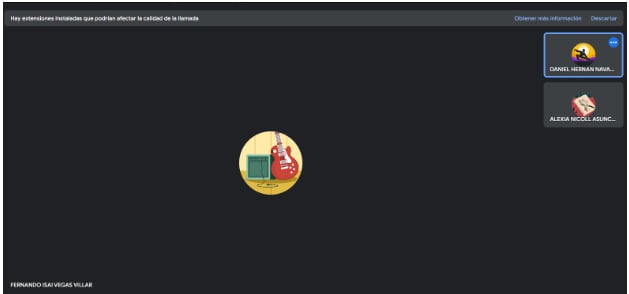 Hay extensiones instaladas que podrían afectar la calidad de la llamada
Obtener más información Descartar
DANIEL HERNAN NAVA...
ALEXIA NICOLL ASUNC...
FERNANDO ISAI VEGAS VILLAR